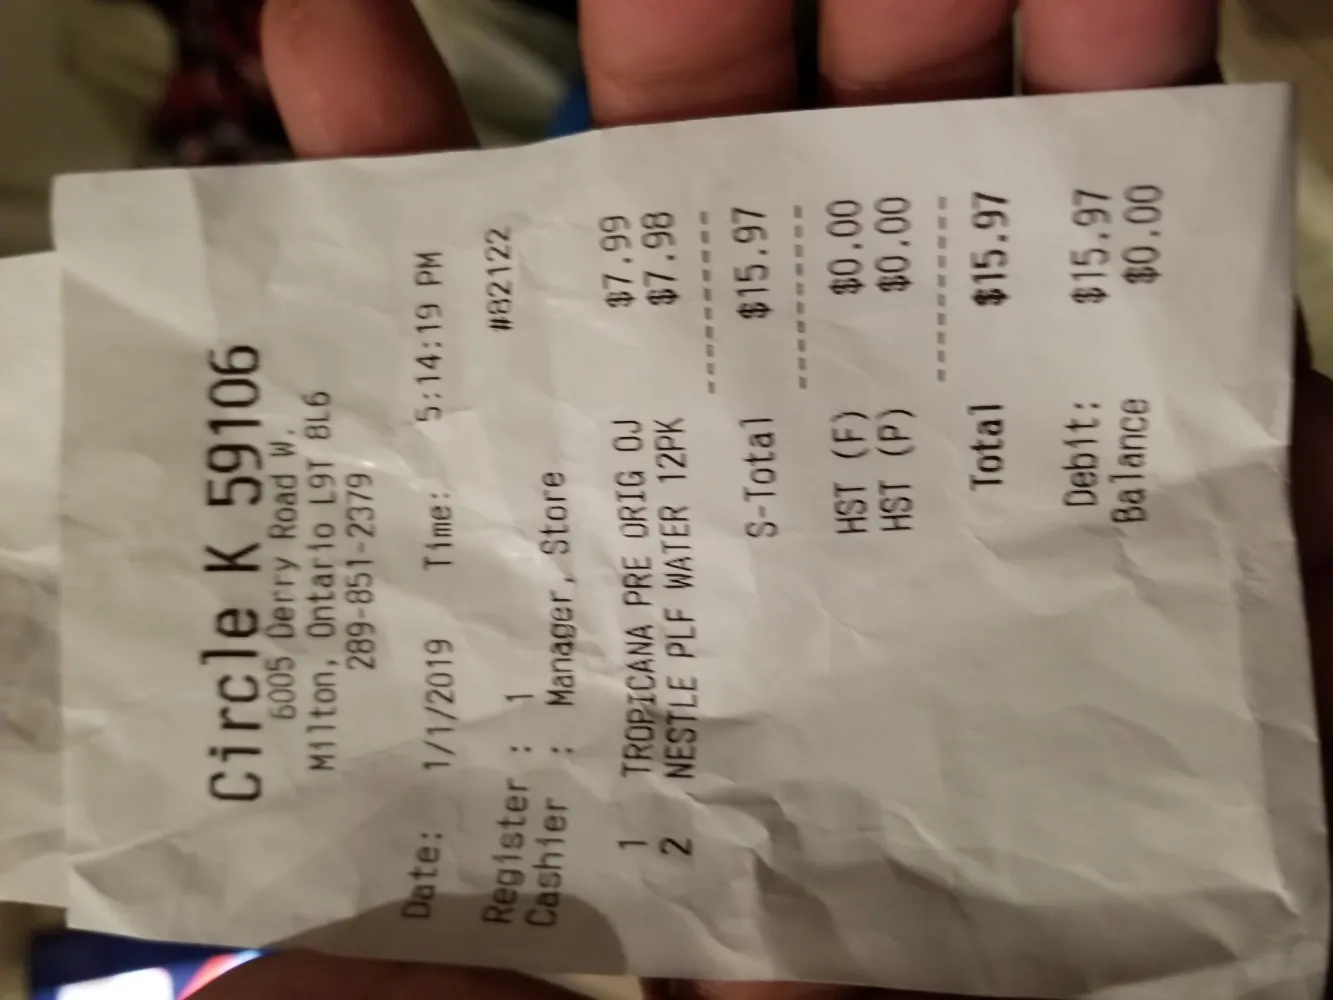 Circle K 59106
6005 Derry Road W.
Milton, Ontario L9T 8L6
289-851-2379
Date: 1/1/2019 Time: 5:14:19 PM
#82122
Register : 1
Cashier : Manager, Store
1 TROPICANA PRE ORIG OJ $7.99
2 NESTLE PLF WATER 12PK $7.98
---------
S-Total $15.97
---------
HST (F) $0.00
HST (P) $0.00
---------
Total $15.97
Debit: $15.97
Balance $0.00